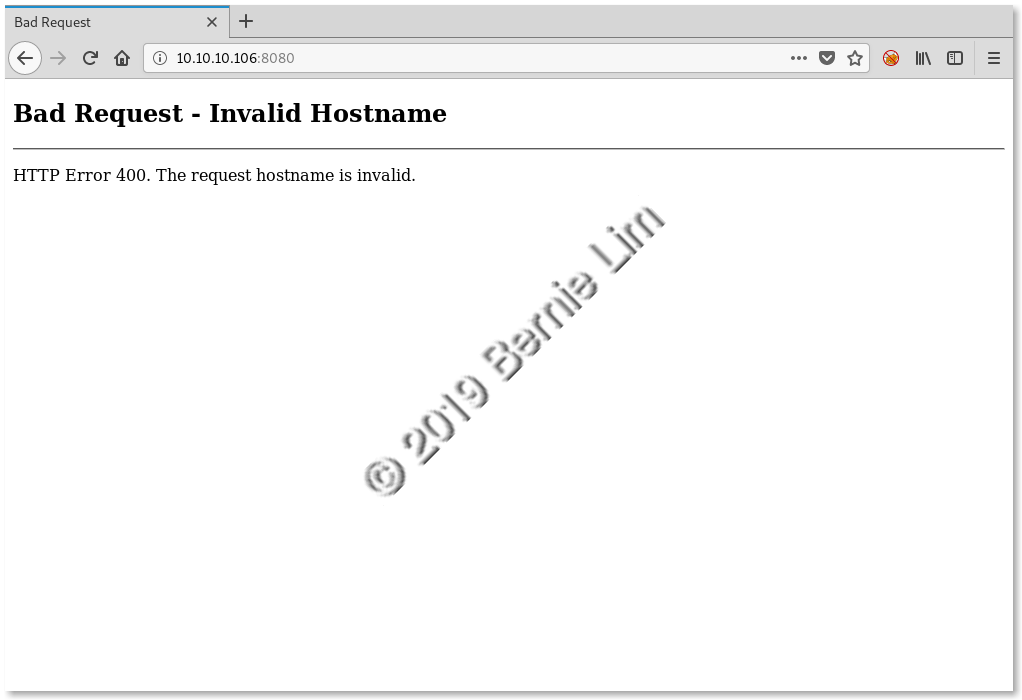 Bad Request
10.10.10.106:8080
Bad Request - Invalid Hostname
HTTP Error 400. The request hostname is invalid.
© 2019 Bernie Lim